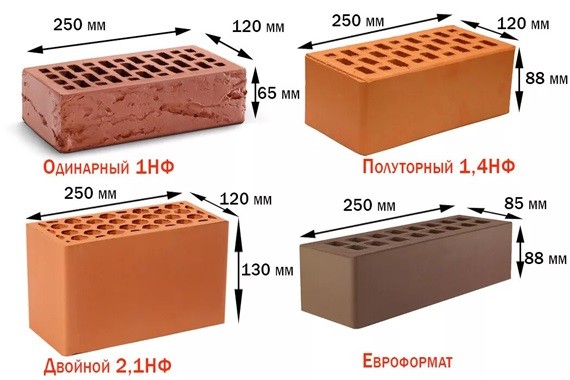 250 мм
120 мм
65 мм
Одинарный 1НФ
250 мм
120 мм
88 мм
Полуторный 1,4НФ
250 мм
120 мм
130 мм
Двойной 2,1НФ
250 мм
85 мм
88 мм
Евроформат